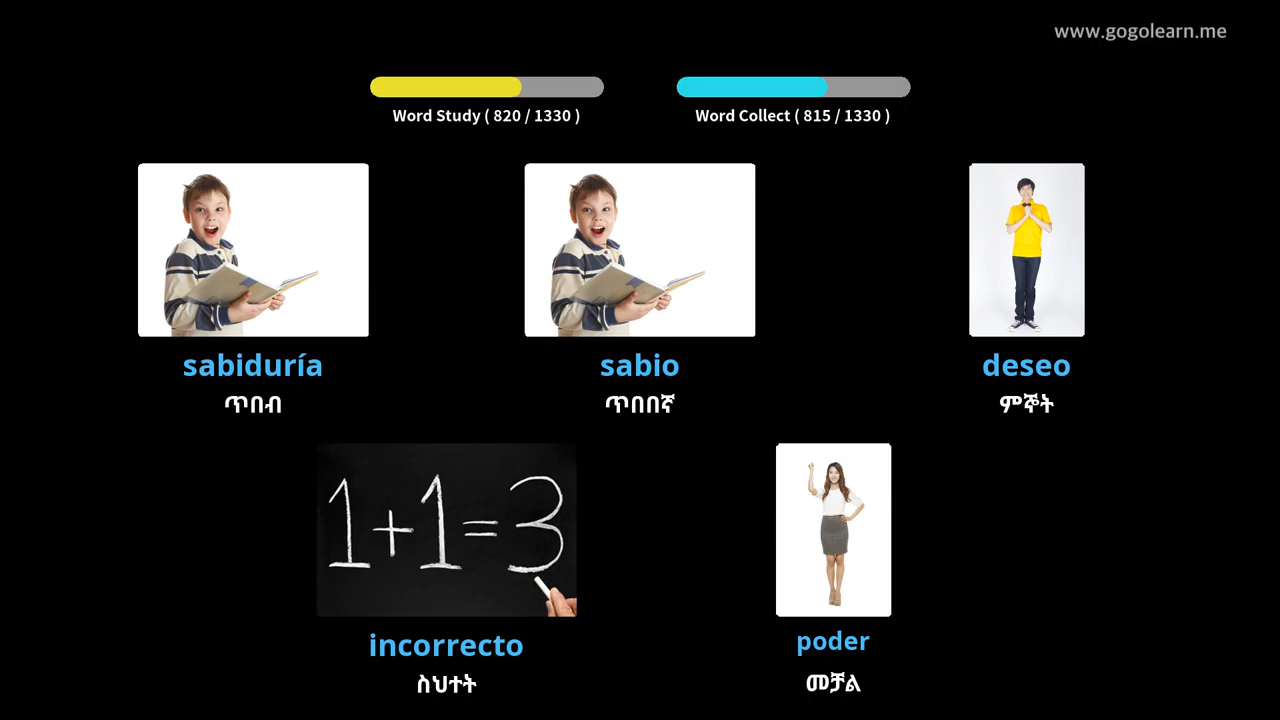 www.gogolearn.me
Word Study ( 820 / 1330 )
Word Collect ( 815 / 1330 )
sabiduría
ጥበብ
sabio
ጥበበኛ
deseo
ምኞት
1+1=3
incorrecto
ስህተት
poder
መቻል